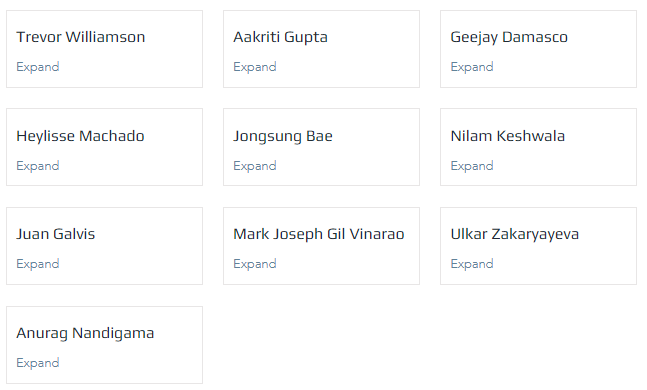 Trevor Williamson
Expand
Aakriti Gupta
Expand
Geejay Damasco
Expand
Heylisse Machado
Expand
Jongsung Bae
Expand
Nilam Keshwala
Expand
Juan Galvis
Expand
Mark Joseph Gil Vinarao
Expand
Ulkar Zakaryayeva
Expand
Anurag Nandigama
Expand